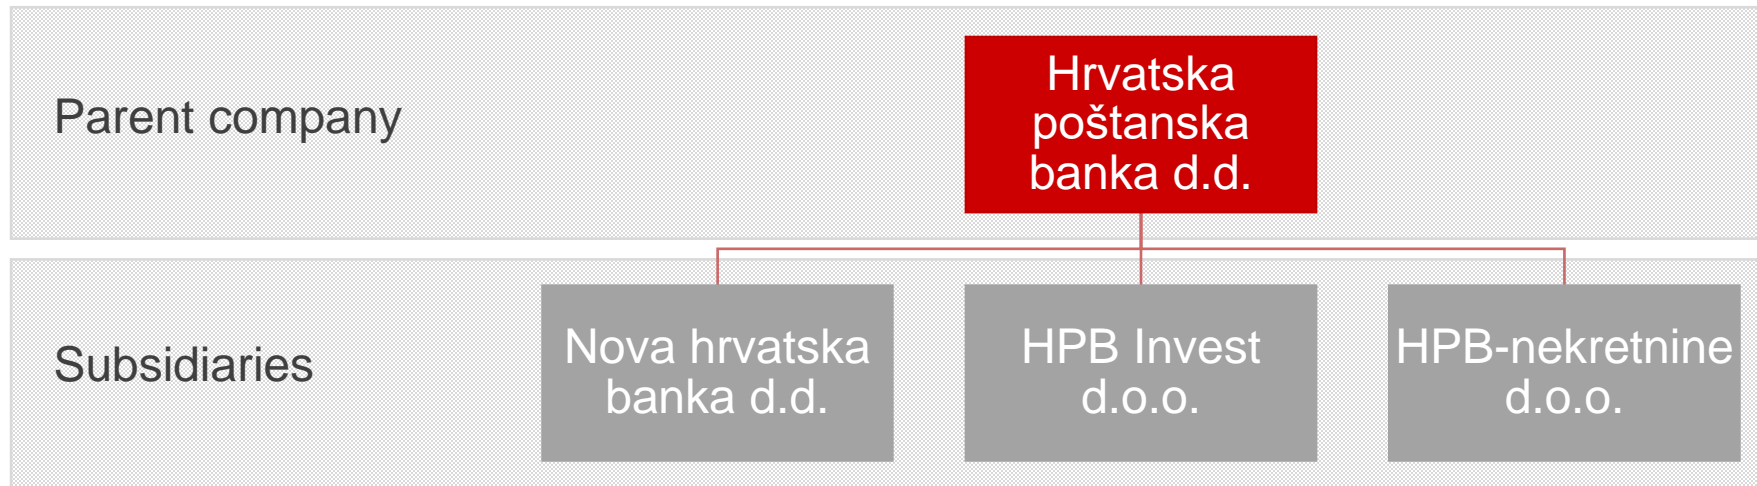 Parent company
Hrvatska
poštanska
banka d.d.
Subsidiaries
Nova hrvatska
banka d.d.
HPB Invest
d.o.o.
HPB-nekretnine
d.o.o.